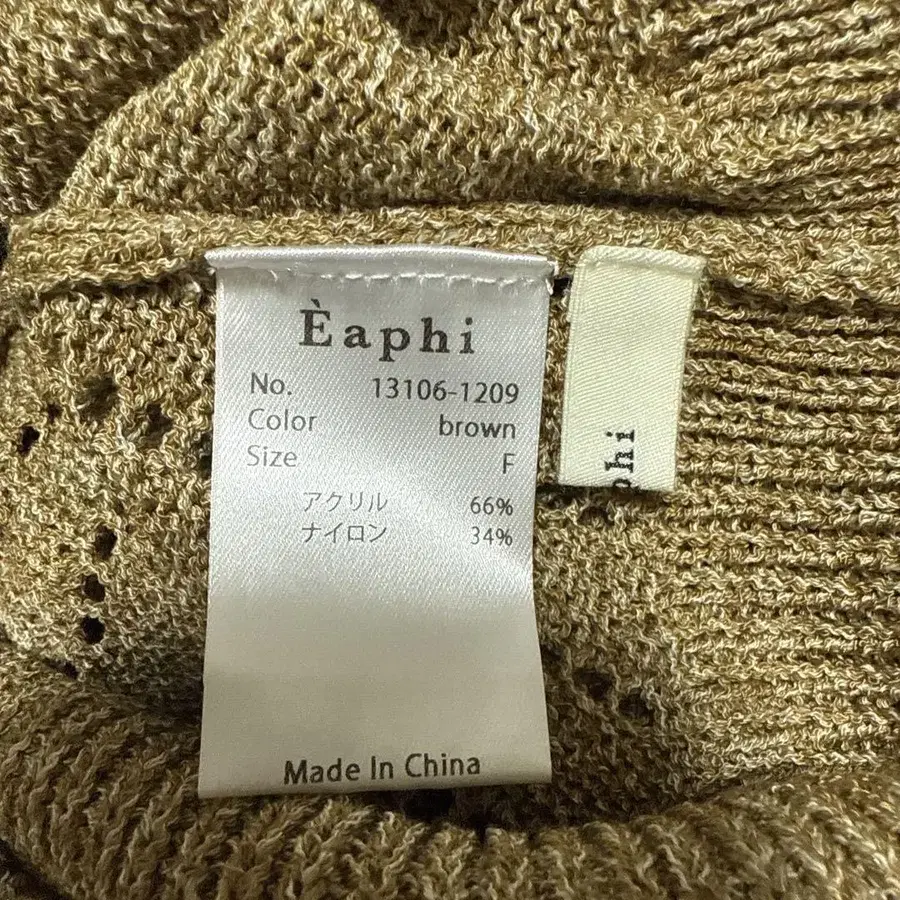 Èaphi
No. 13106-1209
Color brown
Size F
アクリル 66%
ナイロン 34%
Made In China
phi